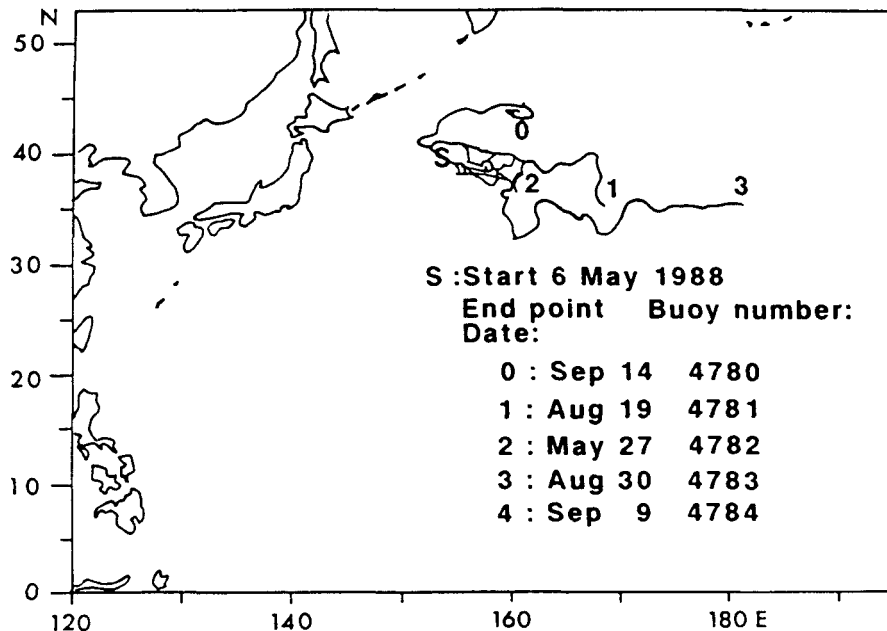 N
50
40
30
20
10
0
120 140 160 180 E
0
S
2 1 3
S :Start 6 May 1988
End point Buoy number:
Date:
0 : Sep 14 4780
1 : Aug 19 4781
2 : May 27 4782
3 : Aug 30 4783
4 : Sep 9 4784